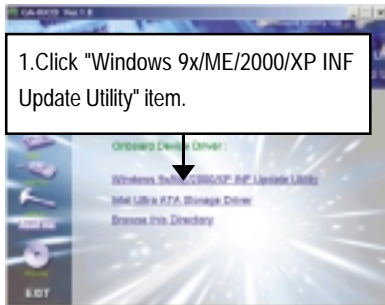 1.Click "Windows 9x/ME/2000/XP INF
Update Utility" item.
Onboard Device Driver :
Windows 9x/ME/2000/XP INF Update Utility
Intel Ultra ATA Storage Driver
Browse this Directory
EXIT